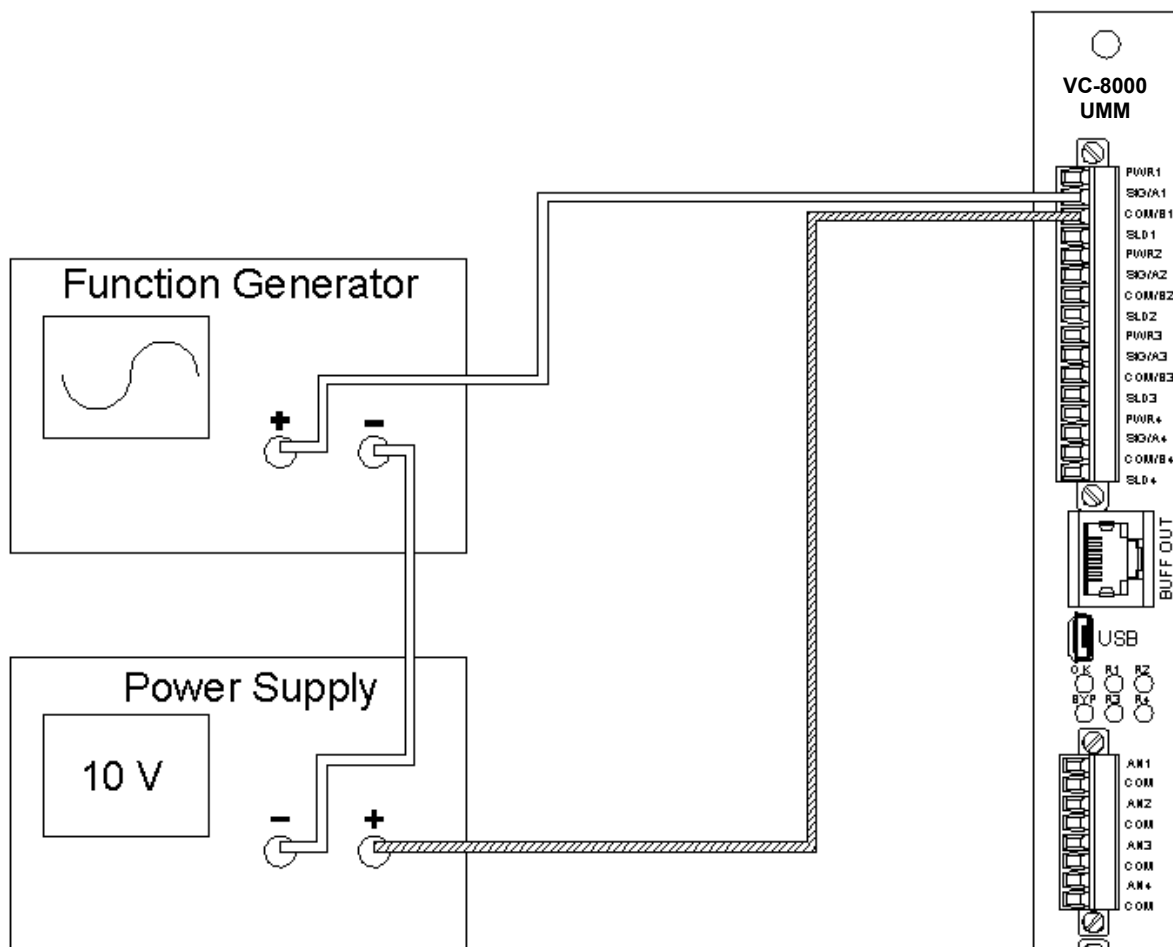 VC-8000
UMM
PWR1
SIG/A1
COM/B1
SLD1
PWR2
SIG/A2
COM/B2
SLD2
PWR3
SIG/A3
COM/B3
SLD3
PWR4
SIG/A4
COM/B4
SLD4
Function Generator
+ -
BUFF OUT
USB
OK R1 R2
BYP R3 R4
Power Supply
10 V
- +
AN1
COM
AN2
COM
AN3
COM
AN4
COM